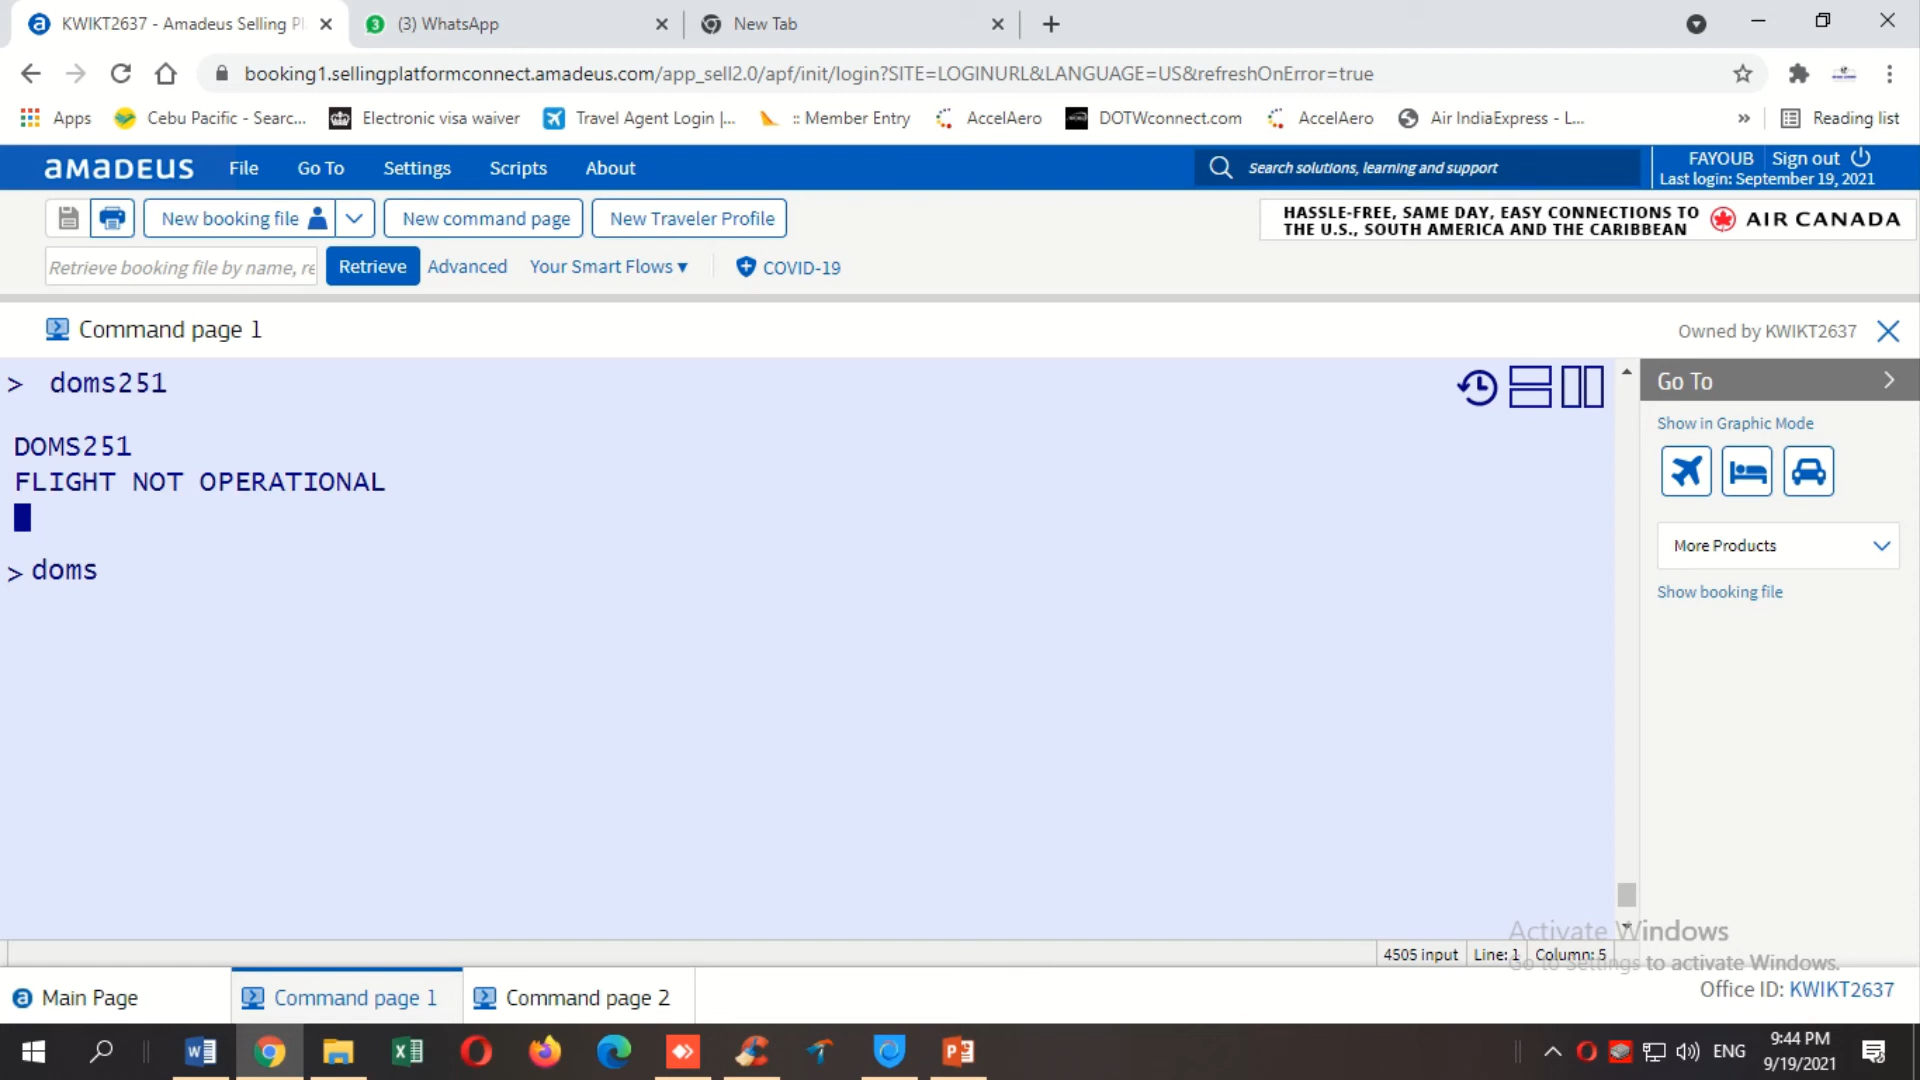 KWIKT2637 - Amadeus Selling Pl
(3) WhatsApp
New Tab
booking1.sellingplatformconnect.amadeus.com/app_sell2.0/apf/init/login?SITE=LOGINURL&LANGUAGE=US&refreshOnError=true
Apps
Cebu Pacific - Searc...
Electronic visa waiver
Travel Agent Login |...
:: Member Entry
AccelAero
DOTWconnect.com
AccelAero
Air IndiaExpress - L...
»
Reading list
amadeus
File
Go To
Settings
Scripts
About
Search solutions, learning and support
FAYOUB
Sign out
Last login: September 19, 2021
New booking file
New command page
New Traveler Profile
HASSLE-FREE, SAME DAY, EASY CONNECTIONS TO
THE U.S., SOUTH AMERICA AND THE CARIBBEAN
AIR CANADA
Retrieve booking file by name, re
Retrieve
Advanced
Your Smart Flows
COVID-19
Command page 1
Owned by KWIKT2637
> doms251
Go To
Show in Graphic Mode
DOMS251
FLIGHT NOT OPERATIONAL
More Products
> doms
Show booking file
Activate Windows
Go to Settings to activate Windows.
4505 input
Line: 1
Column: 5
Main Page
Command page 1
Command page 2
Office ID: KWIKT2637
ENG
9:44 PM
9/19/2021